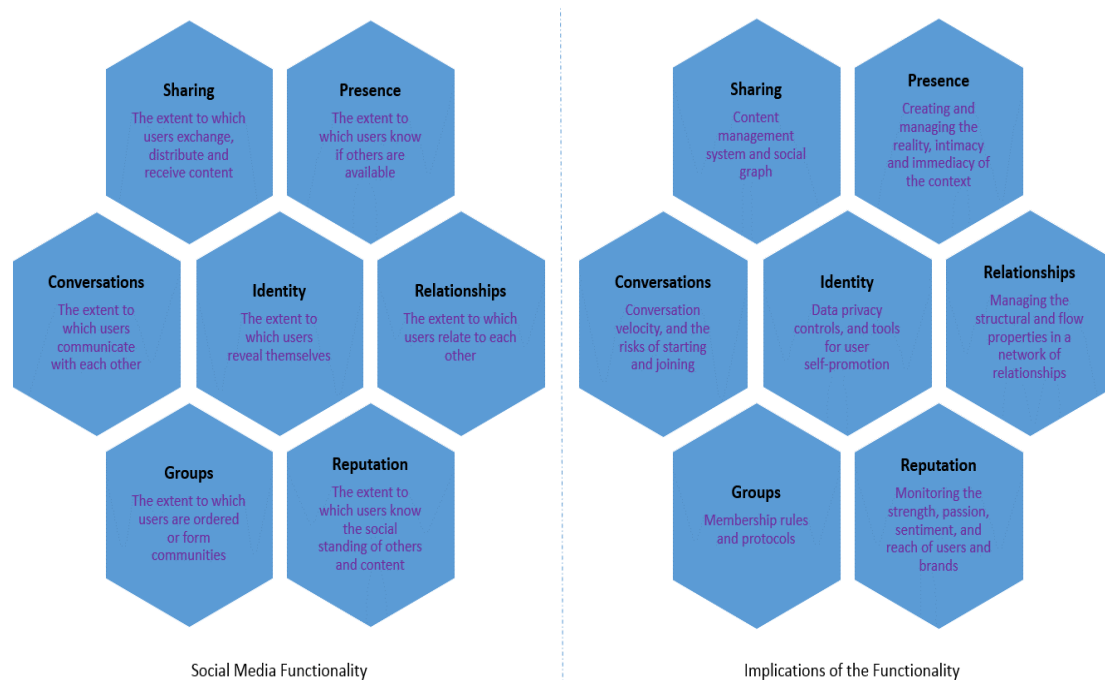 Sharing
The extent to which
users exchange,
distribute and
receive content
Presence
The extent to
which users know
if others are
available
Conversations
The extent to
which users
communicate
with each other
Identity
The extent to
which users
reveal themselves
Relationships
The extent to which
users relate to each
other
Groups
The extent to which
users are ordered
or form
communities
Reputation
The extent to
which users know
the social
standing of others
and content
Social Media Functionality
Sharing
Content
management
system and social
graph
Presence
Creating and
managing the
reality, intimacy
and immediacy of
the context
Conversations
Conversation
velocity, and the
risks of starting
and joining
Identity
Data privacy
controls, and tools
for user
self-promotion
Relationships
Managing the
structural and flow
properties in a
network of
relationships
Groups
Membership rules
and protocols
Reputation
Monitoring the
strength, passion,
sentiment, and
reach of users and
brands
Implications of the Functionality